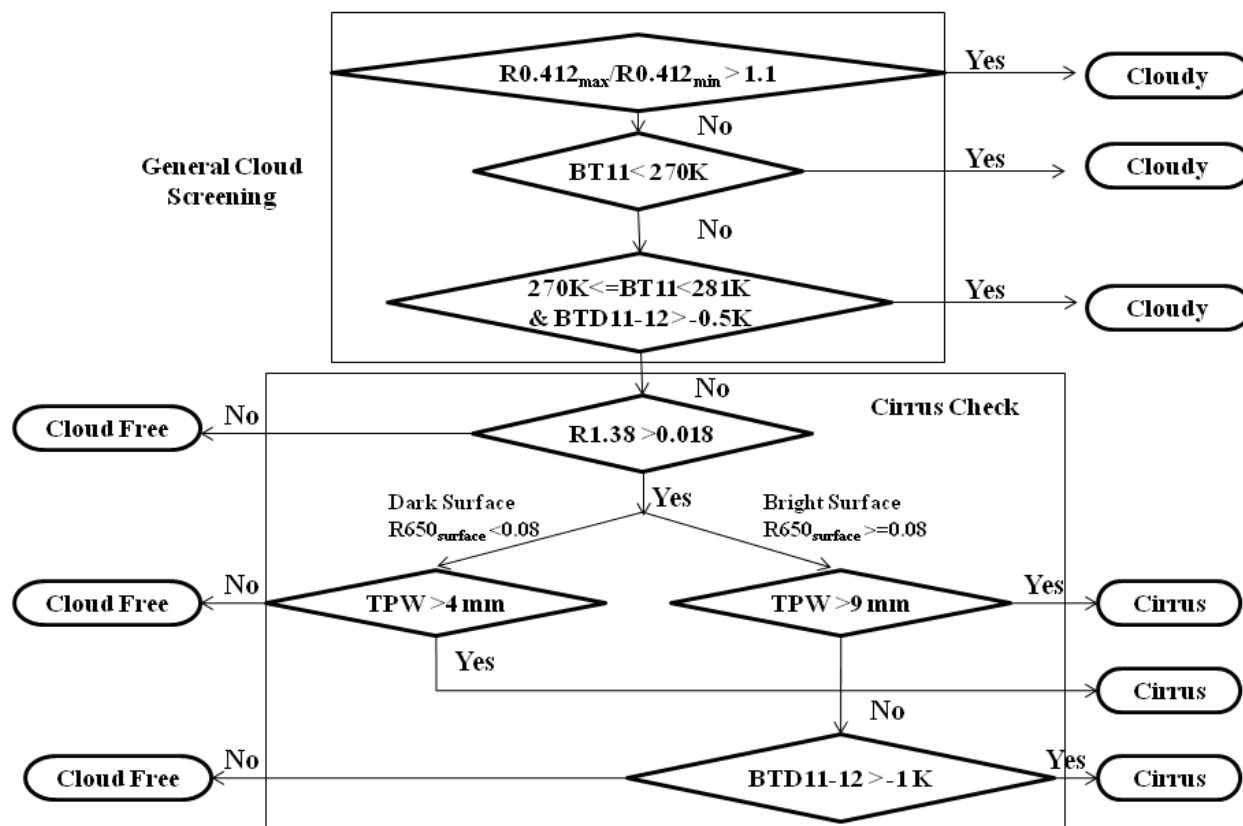 R0.412max/R0.412min > 1.1
Yes
Cloudy
No
General Cloud
Screening
BT11< 270K
Yes
Cloudy
No
270K<=BT11<281K
& BTD11-12 >-0.5K
Yes
Cloudy
No
Cirrus Check
Cloud Free
No
R1.38 >0.018
Yes
Dark Surface
R650surface <0.08
Bright Surface
R650surface >=0.08
Cloud Free
No
TPW >4 mm
TPW >9 mm
Yes
Cirrus
Yes
Cirrus
No
Cloud Free
No
BTD11-12 >-1 K
Yes
Cirrus